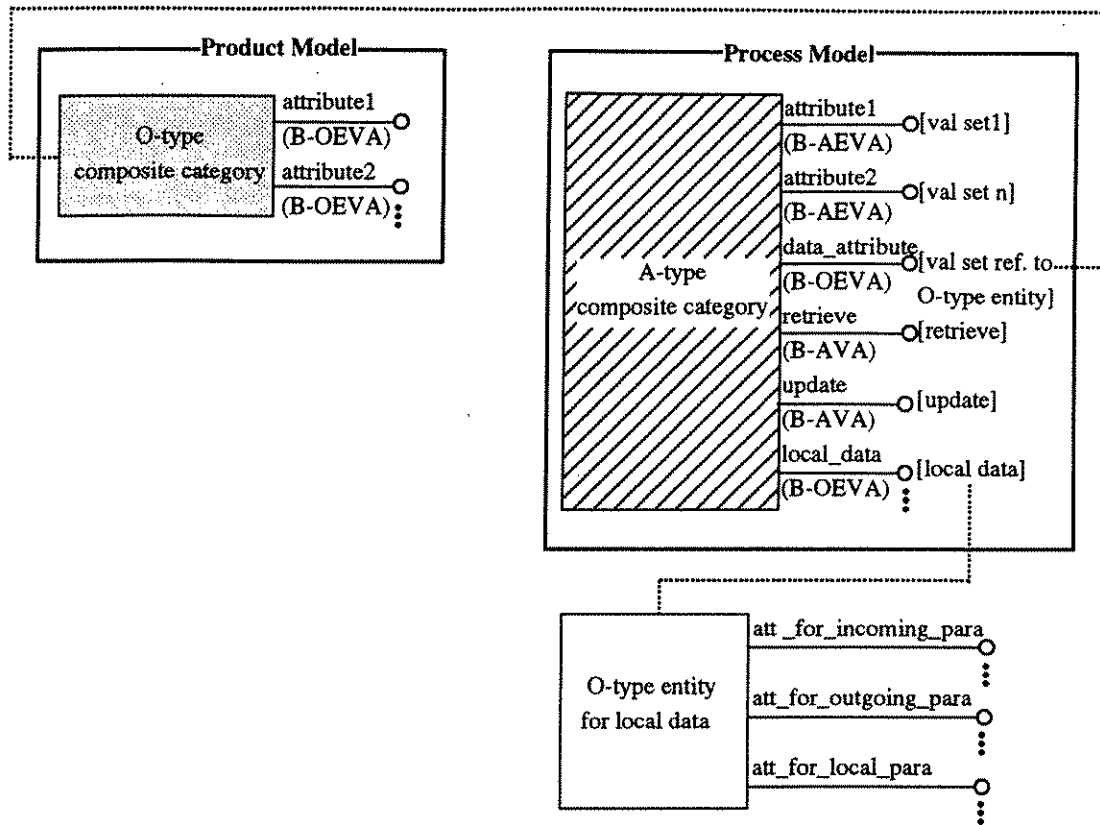 Product Model
O-type
composite category
attribute1
(B-OEVA)
attribute2
(B-OEVA)
Process Model
A-type
composite category
attribute1
(B-AEVA)
[val set1]
attribute2
(B-AEVA)
[val set n]
data_attribute
(B-OEVA)
[val set ref. to
O-type entity]
retrieve
(B-AVA)
[retrieve]
update
(B-AVA)
[update]
local_data
(B-OEVA)
[local data]
O-type entity
for local data
att _for_incoming_para
att_for_outgoing_para
att_for_local_para